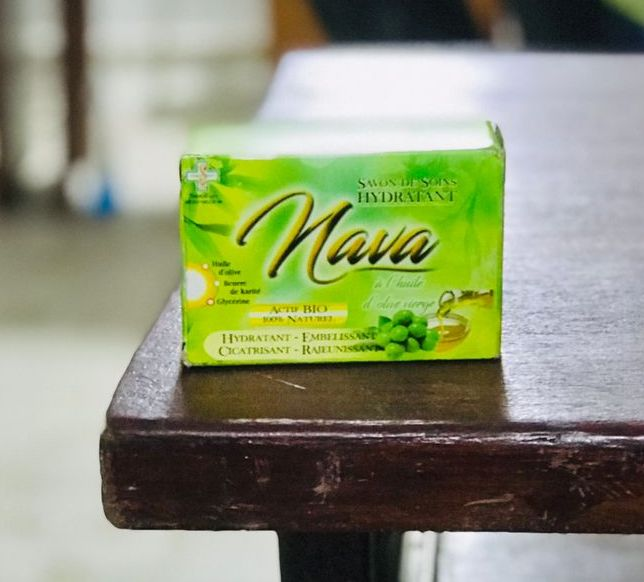 SAVON DE SOINS
HYDRATANT
Nava
à l'huile
d'olive vierge
Huile
d'olive
Beurre
de karité
Glycérine
ACTIF BIO
100% NATUREL
HYDRATANT - EMBELISSANT
CICATRISANT - RAJEUNISSANT